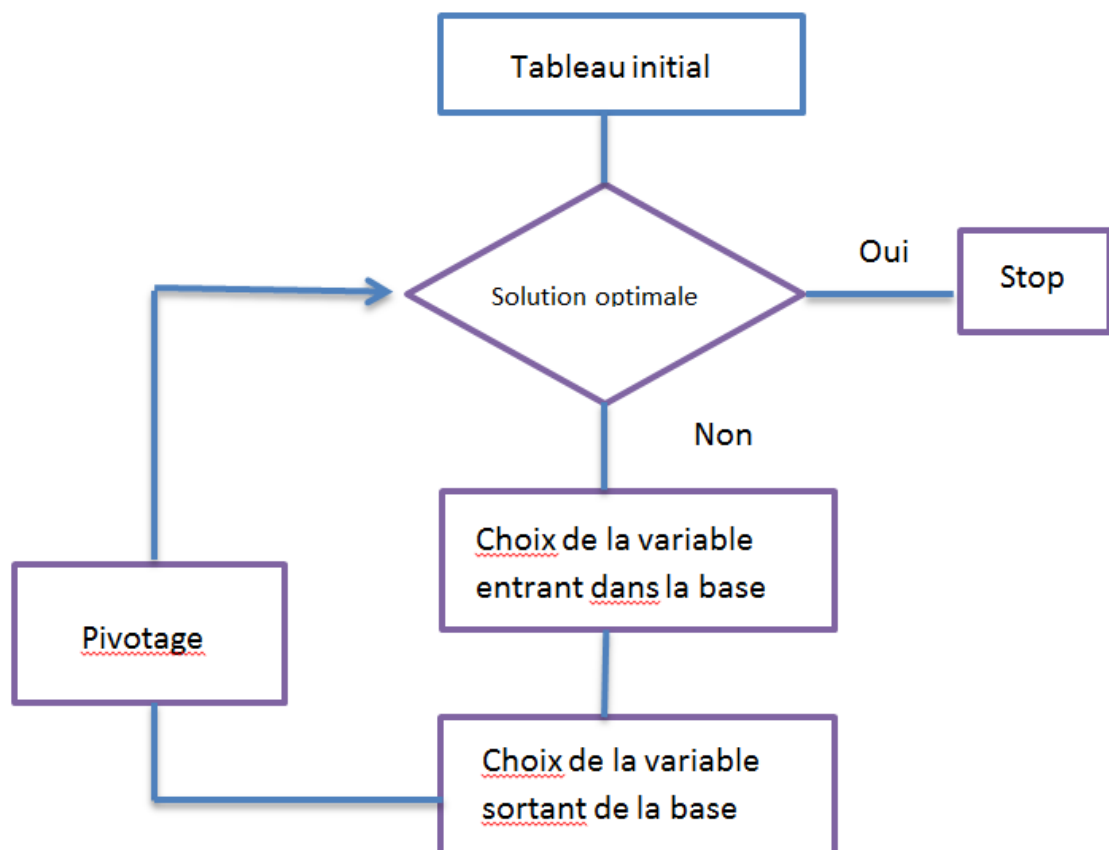 Tableau initial
Solution optimale
Oui
Stop
Non
Choix de la variable
entrant dans la base
Pivotage
Choix de la variable
sortant de la base